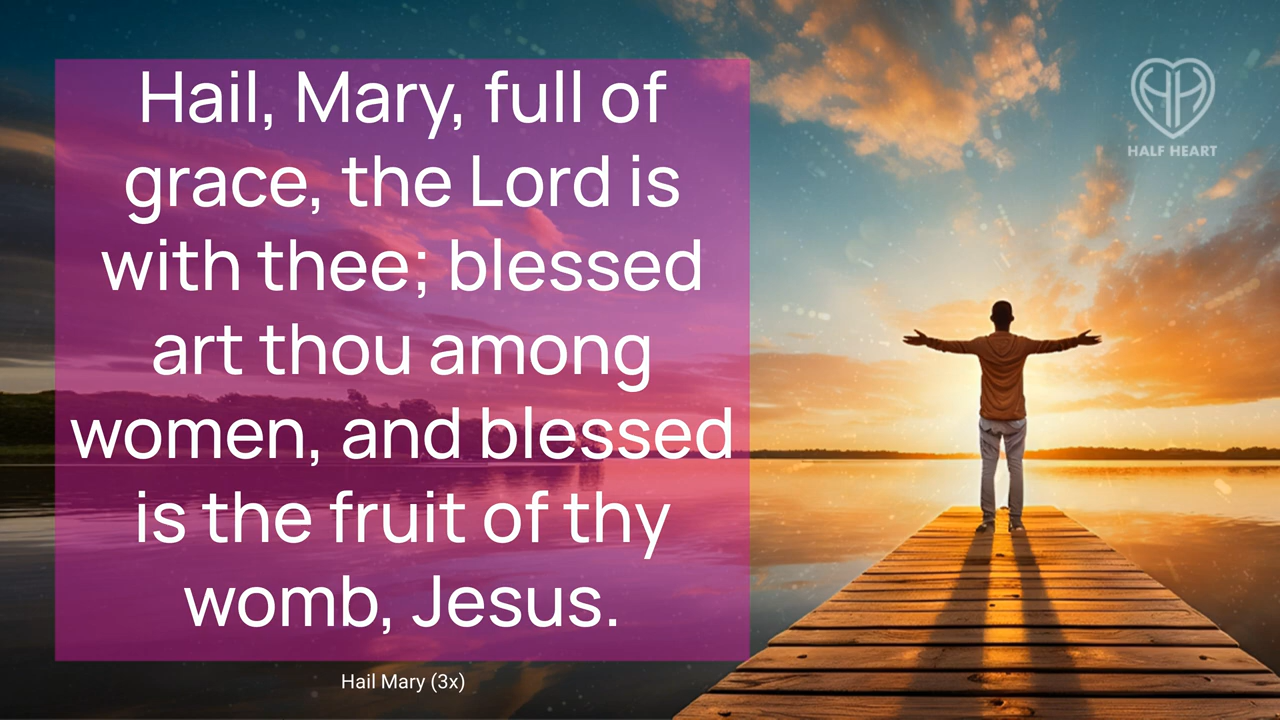 Hail, Mary, full of
grace, the Lord is
with thee; blessed
art thou among
women, and blessed
is the fruit of thy
womb, Jesus.
Hail Mary (3x)
HALF HEART